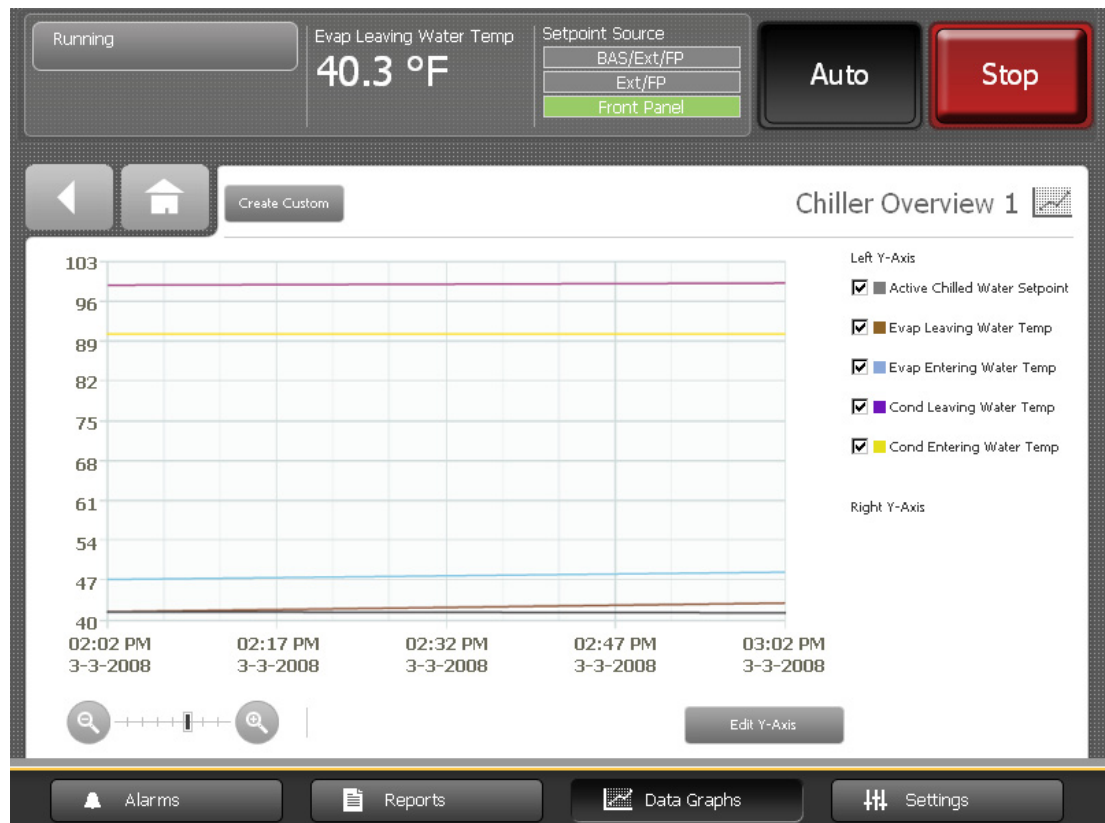 Running
Evap Leaving Water Temp
40.3 °F
Setpoint Source
BAS/Ext/FP
Ext/FP
Front Panel
Auto
Stop
Create Custom
Chiller Overview 1
103
96
89
82
75
68
61
54
47
40
02:02 PM
3-3-2008
02:17 PM
3-3-2008
02:32 PM
3-3-2008
02:47 PM
3-3-2008
03:02 PM
3-3-2008
Left Y-Axis
Active Chilled Water Setpoint
Evap Leaving Water Temp
Evap Entering Water Temp
Cond Leaving Water Temp
Cond Entering Water Temp
Right Y-Axis
Edit Y-Axis
Alarms
Reports
Data Graphs
Settings